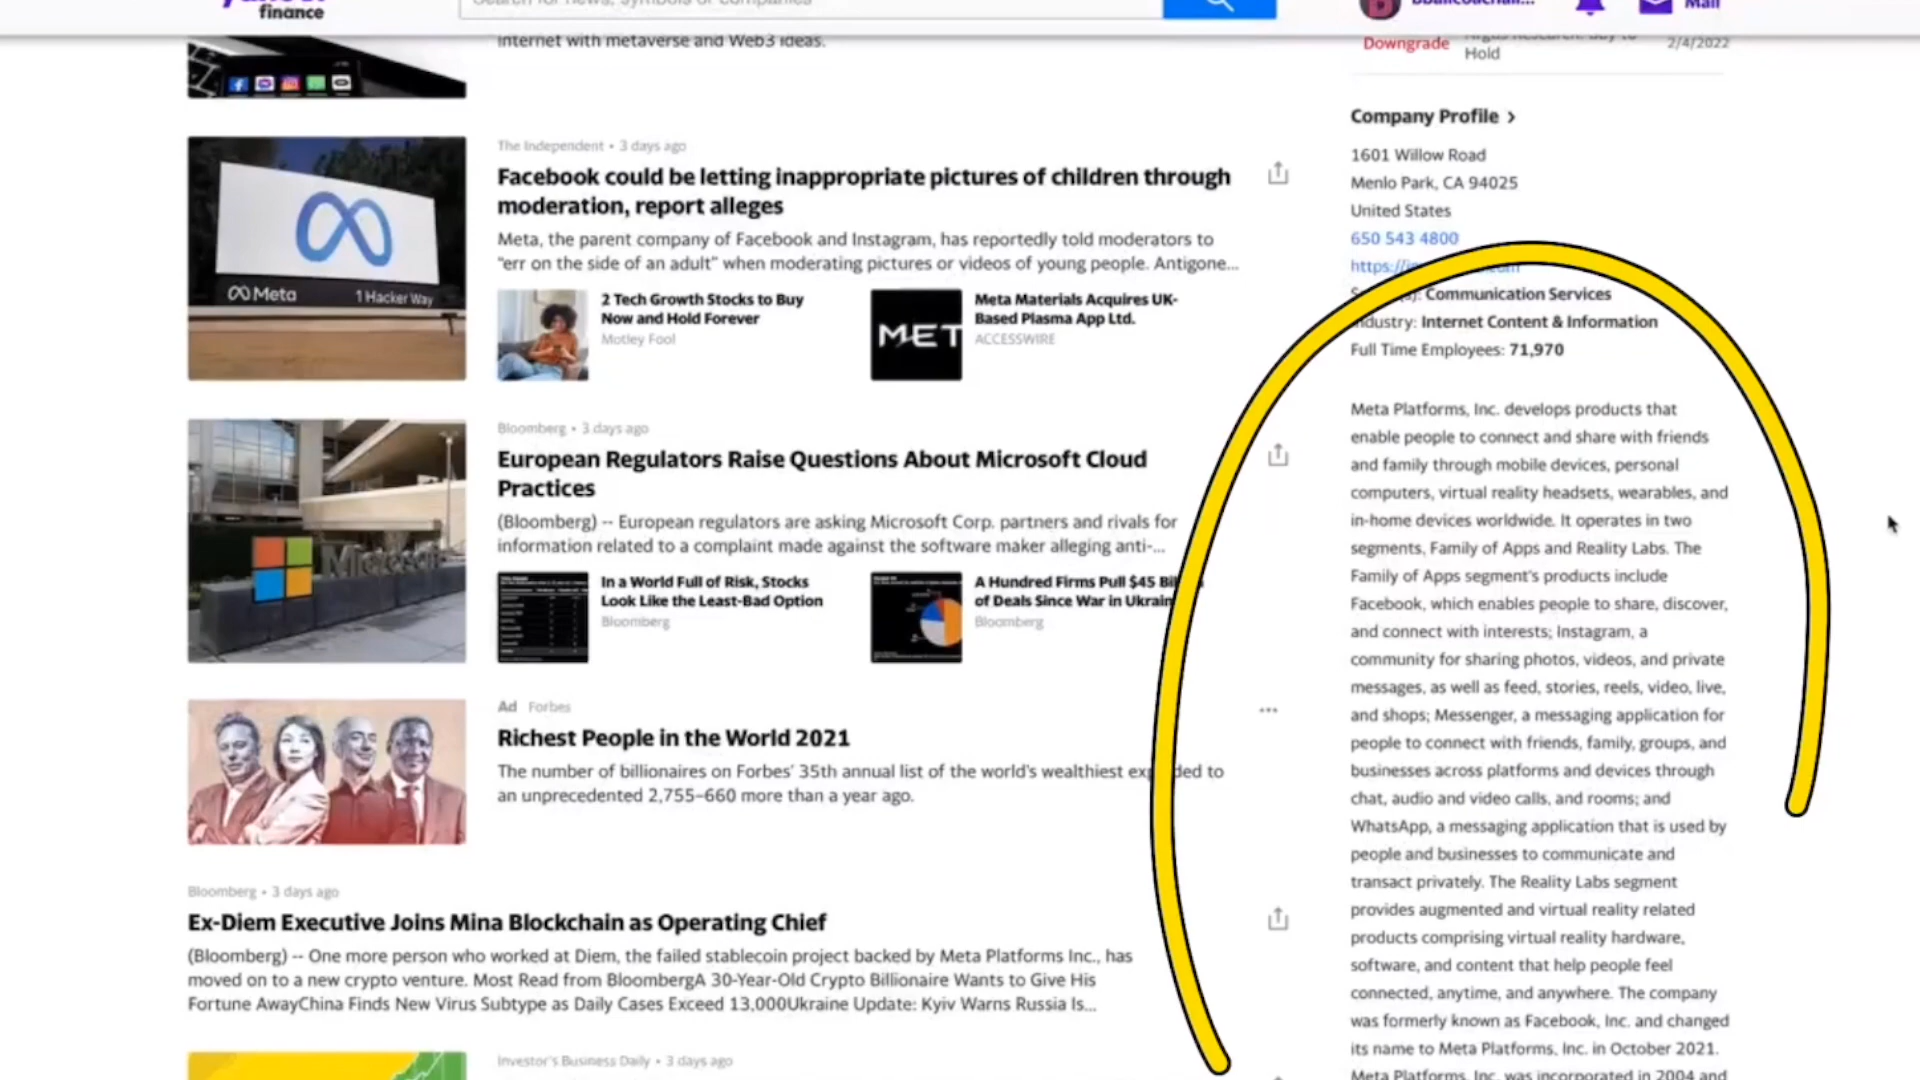 finance
Mail
internet with metaverse and Web3 ideas.
Downgrade
Hold
2/4/2022
The Independent • 3 days ago
Facebook could be letting inappropriate pictures of children through
moderation, report alleges
Meta, the parent company of Facebook and Instagram, has reportedly told moderators to
"err on the side of an adult" when moderating pictures or videos of young people. Antigone...
Meta
1 Hacker Way
2 Tech Growth Stocks to Buy
Now and Hold Forever
Motley Fool
MET
Meta Materials Acquires UK-
Based Plasma App Ltd.
ACCESSWIRE
Bloomberg • 3 days ago
European Regulators Raise Questions About Microsoft Cloud
Practices
(Bloomberg) -- European regulators are asking Microsoft Corp. partners and rivals for
information related to a complaint made against the software maker alleging anti-...
Microsoft
In a World Full of Risk, Stocks
Look Like the Least-Bad Option
Bloomberg
A Hundred Firms Pull $45
of Deals Since War in
Bloomberg
Ad Forbes
Richest People in the World 2021
The number of billionaires on Forbes' 35th annual list of the world's wealthiest to
an unprecedented 2,755–660 more than a year ago.
Bloomberg • 3 days ago
Ex-Diem Executive Joins Mina Blockchain as Operating Chief
(Bloomberg) -- One more person who worked at Diem, the failed stablecoin project backed by Meta Platforms Inc., has
moved on to a new crypto venture. Most Read from BloombergA 30-Year-Old Crypto Billionaire Wants to Give His
Fortune AwayChina Finds New Virus Subtype as Daily Cases Exceed 13,000Ukraine Update: Kyiv Warns Russia Is...
Investor's Business Daily • 3 days ago
Company Profile >
1601 Willow Road
Menlo Park, CA 94025
United States
650 543 4800
Communication Services
Industry: Internet Content & Information
Full Time Employees: 71,970
Meta Platforms, Inc. develops products that
enable people to connect and share with friends
and family through mobile devices, personal
computers, virtual reality headsets, wearables, and
in-home devices worldwide. It operates in two
segments, Family of Apps and Reality Labs. The
Family of Apps segment's products include
Facebook, which enables people to share, discover,
and connect with interests; Instagram, a
community for sharing photos, videos, and private
messages, as well as feed, stories, reels, video, live,
and shops; Messenger, a messaging application for
people to connect with friends, family, groups, and
businesses across platforms and devices through
chat, audio and video calls, and rooms; and
WhatsApp, a messaging application that is used by
people and businesses to communicate and
transact privately. The Reality Labs segment
provides augmented and virtual reality related
products comprising virtual reality hardware,
software, and content that help people feel
connected, anytime, and anywhere. The company
was formerly known as Facebook, Inc. and changed
its name to Meta Platforms, Inc. in October 2021.
Meta Platforms, Inc. was incorporated in 2004 and